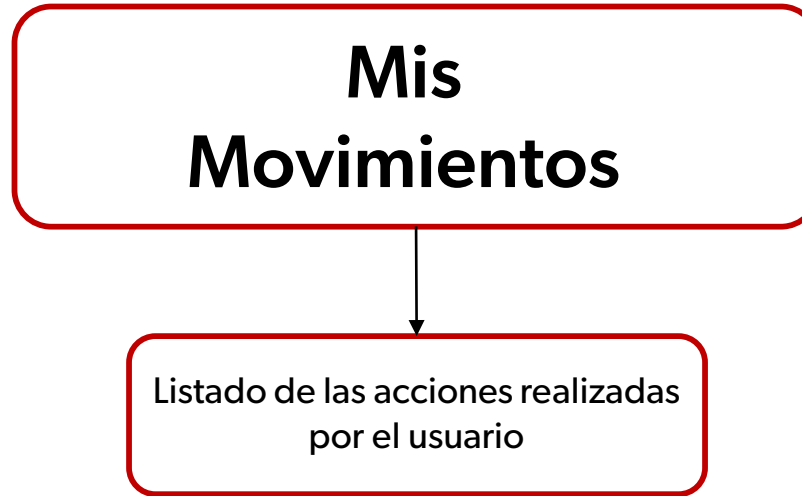 Mis
Movimientos
Listado de las acciones realizadas
por el usuario